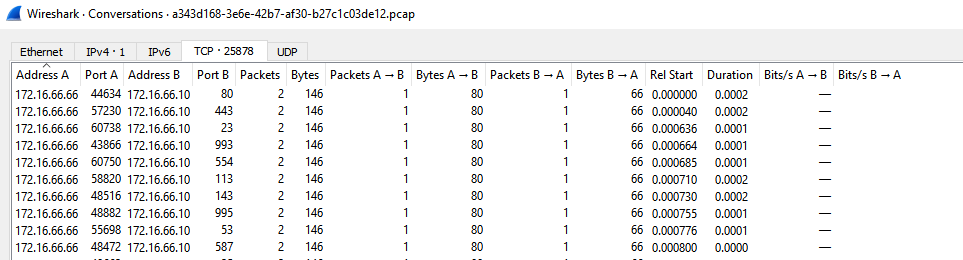 Wireshark · Conversations · a343d168-3e6e-42b7-af30-b27c1c03de12.pcap
Ethernet IPv4 · 1 IPv6 TCP · 25878 UDP
Address A Port A Address B Port B Packets Bytes Packets A → B Bytes A → B Packets B → A Bytes B → A Rel Start Duration Bits/s A → B Bits/s B → A
172.16.66.66 44634 172.16.66.10 80 2 146 1 80 1 66 0.000000 0.0002 —
172.16.66.66 57230 172.16.66.10 443 2 146 1 80 1 66 0.000040 0.0002 —
172.16.66.66 60738 172.16.66.10 23 2 146 1 80 1 66 0.000636 0.0001 —
172.16.66.66 43866 172.16.66.10 993 2 146 1 80 1 66 0.000664 0.0001 —
172.16.66.66 60750 172.16.66.10 554 2 146 1 80 1 66 0.000685 0.0001 —
172.16.66.66 58820 172.16.66.10 113 2 146 1 80 1 66 0.000710 0.0002 —
172.16.66.66 48516 172.16.66.10 143 2 146 1 80 1 66 0.000730 0.0002 —
172.16.66.66 48882 172.16.66.10 995 2 146 1 80 1 66 0.000755 0.0001 —
172.16.66.66 55698 172.16.66.10 53 2 146 1 80 1 66 0.000776 0.0001 —
172.16.66.66 48472 172.16.66.10 587 2 146 1 80 1 66 0.000800 0.0000 —